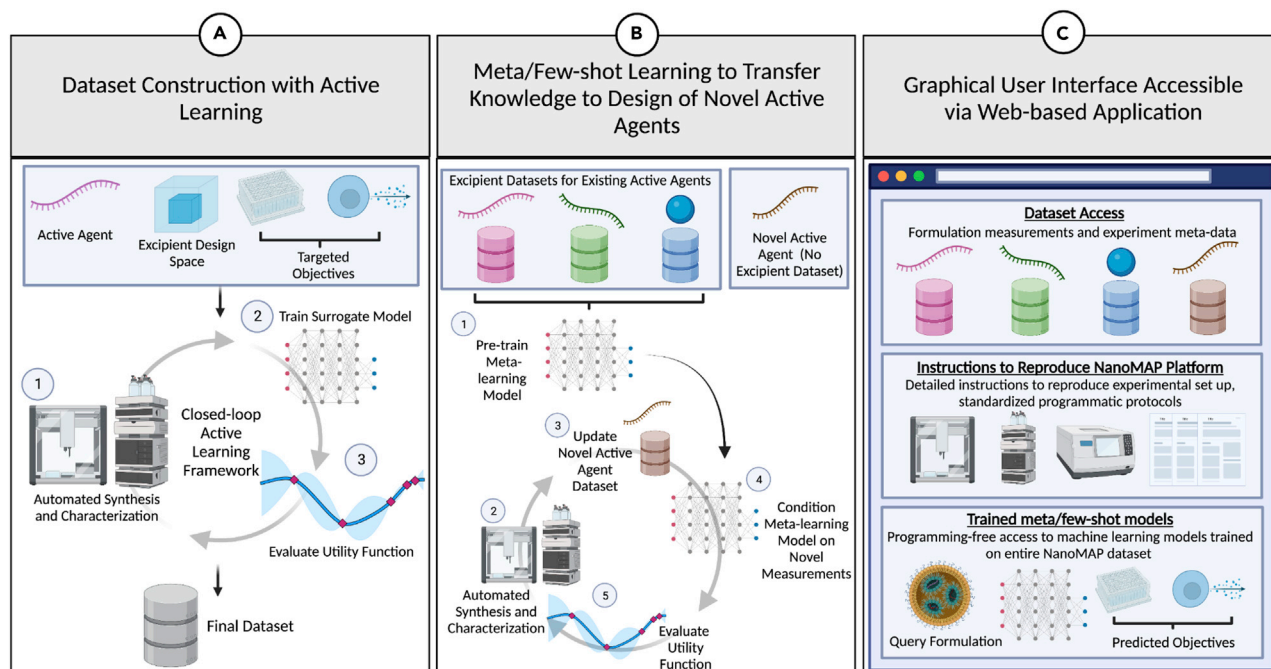 A
Dataset Construction with Active
Learning
Active Agent
Excipient Design
Space
Targeted
Objectives
2
Train Surrogate Model
1
Closed-loop
Active
Learning
Framework
3
Automated Synthesis
and Characterization
Evaluate Utility Function
Final Dataset
B
Meta/Few-shot Learning to Transfer
Knowledge to Design of Novel Active
Agents
Excipient Datasets for Existing Active Agents
Novel Active
Agent (No
Excipient Dataset)
1
Pre-train
Meta-
learning
Model
3
Update
Novel Active
Agent
Dataset
4
Condition
Meta-learning
Model on
Novel
Measurements
2
Automated
Synthesis and
Characterization
5
Evaluate
Utility
Function
C
Graphical User Interface Accessible
via Web-based Application
Dataset Access
Formulation measurements and experiment meta-data
Instructions to Reproduce NanoMAP Platform
Detailed instructions to reproduce experimental set up,
standardized programmatic protocols
Trained meta/few-shot models
Programming-free access to machine learning models trained
on entire NanoMAP dataset
Query Formulation
Predicted Objectives